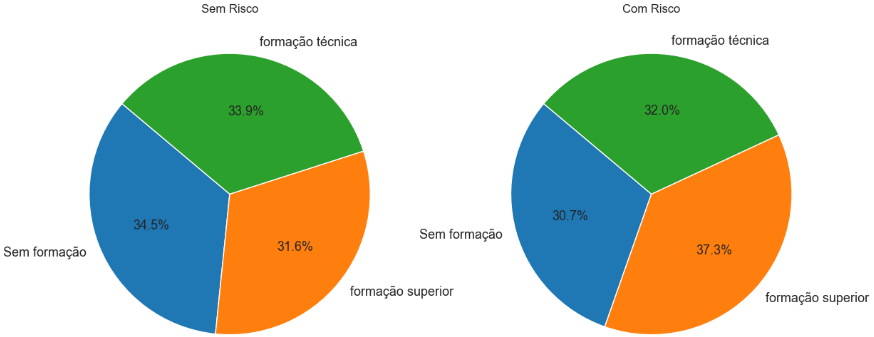 Sem Risco
formação técnica
33.9%
34.5%
Sem formação
31.6%
formação superior
Com Risco
formação técnica
32.0%
30.7%
Sem formação
37.3%
formação superior